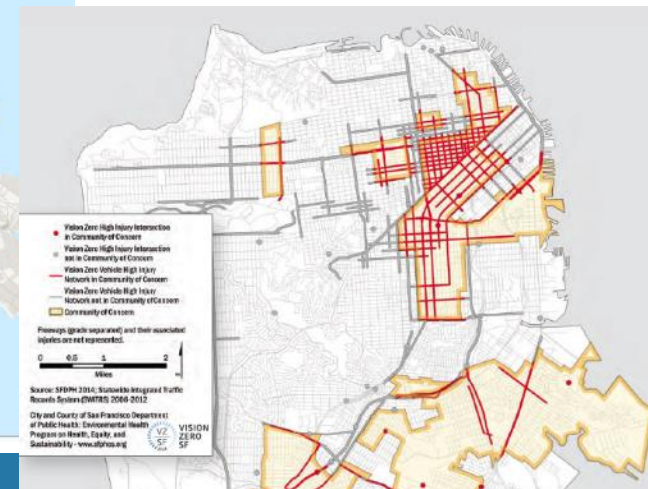 Vision Zero High Injury Intersection
in Community of Concern
Vision Zero High Injury Intersection
not in Community of Concern
Vision Zero Vehicle High Injury
Network in Community of Concern
Vision Zero Vehicle High Injury
Network not in Community of Concern
Community of Concern
Freeways (grade separated) and their associated
injuries are not represented.
0 0.5 1 2
Miles
Source: SFDPH 2014; Statewide Integrated Traffic
Records System (SWITRS) 2008-2012
City and County of San Francisco Department
of Public Health: Environmental Health
Program on Health, Equity, and
Sustainability - www.sfphes.org
VZ
SF
VISION
ZERO
SF